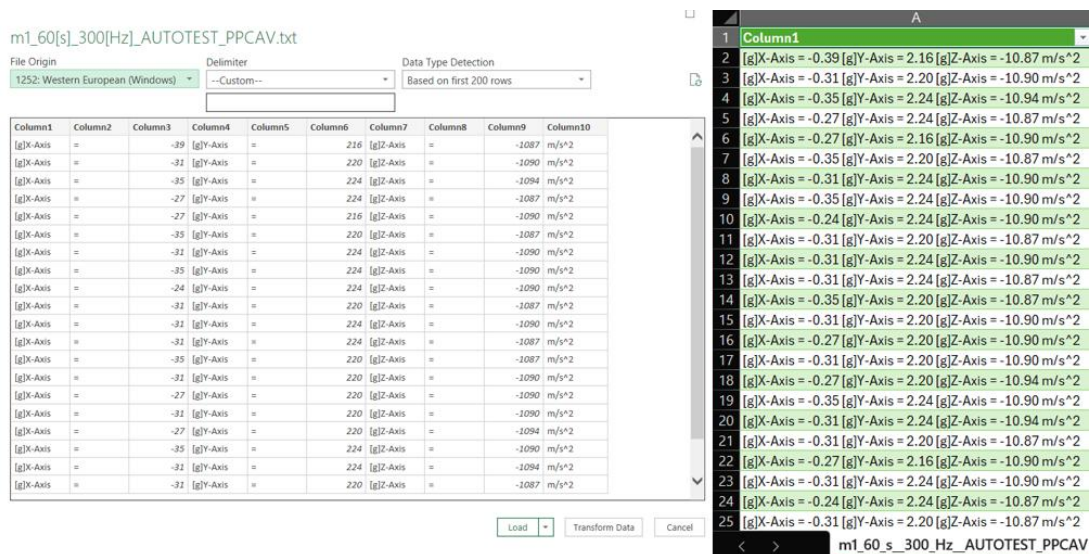 m1_60[s]_300[Hz]_AUTOTEST_PPCAV.txt
File Origin Delimiter Data Type Detection
1252: Western European (Windows) --Custom-- Based on first 200 rows
Column1 Column2 Column3 Column4 Column5 Column6 Column7 Column8 Column9 Column10
[g]X-Axis = -39 [g]Y-Axis = 216 [g]Z-Axis = -1087 m/s^2
[g]X-Axis = -31 [g]Y-Axis = 220 [g]Z-Axis = -1090 m/s^2
[g]X-Axis = -35 [g]Y-Axis = 224 [g]Z-Axis = -1094 m/s^2
[g]X-Axis = -27 [g]Y-Axis = 224 [g]Z-Axis = -1087 m/s^2
[g]X-Axis = -27 [g]Y-Axis = 216 [g]Z-Axis = -1090 m/s^2
[g]X-Axis = -35 [g]Y-Axis = 220 [g]Z-Axis = -1087 m/s^2
[g]X-Axis = -31 [g]Y-Axis = 224 [g]Z-Axis = -1090 m/s^2
[g]X-Axis = -35 [g]Y-Axis = 224 [g]Z-Axis = -1090 m/s^2
[g]X-Axis = -24 [g]Y-Axis = 224 [g]Z-Axis = -1090 m/s^2
[g]X-Axis = -31 [g]Y-Axis = 220 [g]Z-Axis = -1087 m/s^2
[g]X-Axis = -31 [g]Y-Axis = 224 [g]Z-Axis = -1090 m/s^2
[g]X-Axis = -31 [g]Y-Axis = 224 [g]Z-Axis = -1087 m/s^2
[g]X-Axis = -35 [g]Y-Axis = 220 [g]Z-Axis = -1087 m/s^2
[g]X-Axis = -31 [g]Y-Axis = 220 [g]Z-Axis = -1090 m/s^2
[g]X-Axis = -27 [g]Y-Axis = 220 [g]Z-Axis = -1090 m/s^2
[g]X-Axis = -31 [g]Y-Axis = 220 [g]Z-Axis = -1090 m/s^2
[g]X-Axis = -27 [g]Y-Axis = 220 [g]Z-Axis = -1094 m/s^2
[g]X-Axis = -35 [g]Y-Axis = 224 [g]Z-Axis = -1090 m/s^2
[g]X-Axis = -31 [g]Y-Axis = 224 [g]Z-Axis = -1094 m/s^2
[g]X-Axis = -31 [g]Y-Axis = 220 [g]Z-Axis = -1087 m/s^2
Load Transform Data Cancel
A
1 Column1
2 [g]X-Axis = -0.39 [g]Y-Axis = 2.16 [g]Z-Axis = -10.87 m/s^2
3 [g]X-Axis = -0.31 [g]Y-Axis = 2.20 [g]Z-Axis = -10.90 m/s^2
4 [g]X-Axis = -0.35 [g]Y-Axis = 2.24 [g]Z-Axis = -10.94 m/s^2
5 [g]X-Axis = -0.27 [g]Y-Axis = 2.24 [g]Z-Axis = -10.87 m/s^2
6 [g]X-Axis = -0.27 [g]Y-Axis = 2.16 [g]Z-Axis = -10.90 m/s^2
7 [g]X-Axis = -0.35 [g]Y-Axis = 2.20 [g]Z-Axis = -10.87 m/s^2
8 [g]X-Axis = -0.31 [g]Y-Axis = 2.24 [g]Z-Axis = -10.90 m/s^2
9 [g]X-Axis = -0.35 [g]Y-Axis = 2.24 [g]Z-Axis = -10.90 m/s^2
10 [g]X-Axis = -0.24 [g]Y-Axis = 2.24 [g]Z-Axis = -10.90 m/s^2
11 [g]X-Axis = -0.31 [g]Y-Axis = 2.20 [g]Z-Axis = -10.87 m/s^2
12 [g]X-Axis = -0.31 [g]Y-Axis = 2.24 [g]Z-Axis = -10.90 m/s^2
13 [g]X-Axis = -0.31 [g]Y-Axis = 2.24 [g]Z-Axis = -10.87 m/s^2
14 [g]X-Axis = -0.35 [g]Y-Axis = 2.20 [g]Z-Axis = -10.87 m/s^2
15 [g]X-Axis = -0.31 [g]Y-Axis = 2.20 [g]Z-Axis = -10.90 m/s^2
16 [g]X-Axis = -0.27 [g]Y-Axis = 2.20 [g]Z-Axis = -10.90 m/s^2
17 [g]X-Axis = -0.31 [g]Y-Axis = 2.20 [g]Z-Axis = -10.90 m/s^2
18 [g]X-Axis = -0.27 [g]Y-Axis = 2.20 [g]Z-Axis = -10.94 m/s^2
19 [g]X-Axis = -0.35 [g]Y-Axis = 2.24 [g]Z-Axis = -10.90 m/s^2
20 [g]X-Axis = -0.31 [g]Y-Axis = 2.24 [g]Z-Axis = -10.94 m/s^2
21 [g]X-Axis = -0.31 [g]Y-Axis = 2.20 [g]Z-Axis = -10.87 m/s^2
22 [g]X-Axis = -0.27 [g]Y-Axis = 2.16 [g]Z-Axis = -10.90 m/s^2
23 [g]X-Axis = -0.31 [g]Y-Axis = 2.24 [g]Z-Axis = -10.90 m/s^2
24 [g]X-Axis = -0.24 [g]Y-Axis = 2.24 [g]Z-Axis = -10.87 m/s^2
25 [g]X-Axis = -0.31 [g]Y-Axis = 2.20 [g]Z-Axis = -10.87 m/s^2
m1_60_s__300_Hz__AUTOTEST_PPCAV